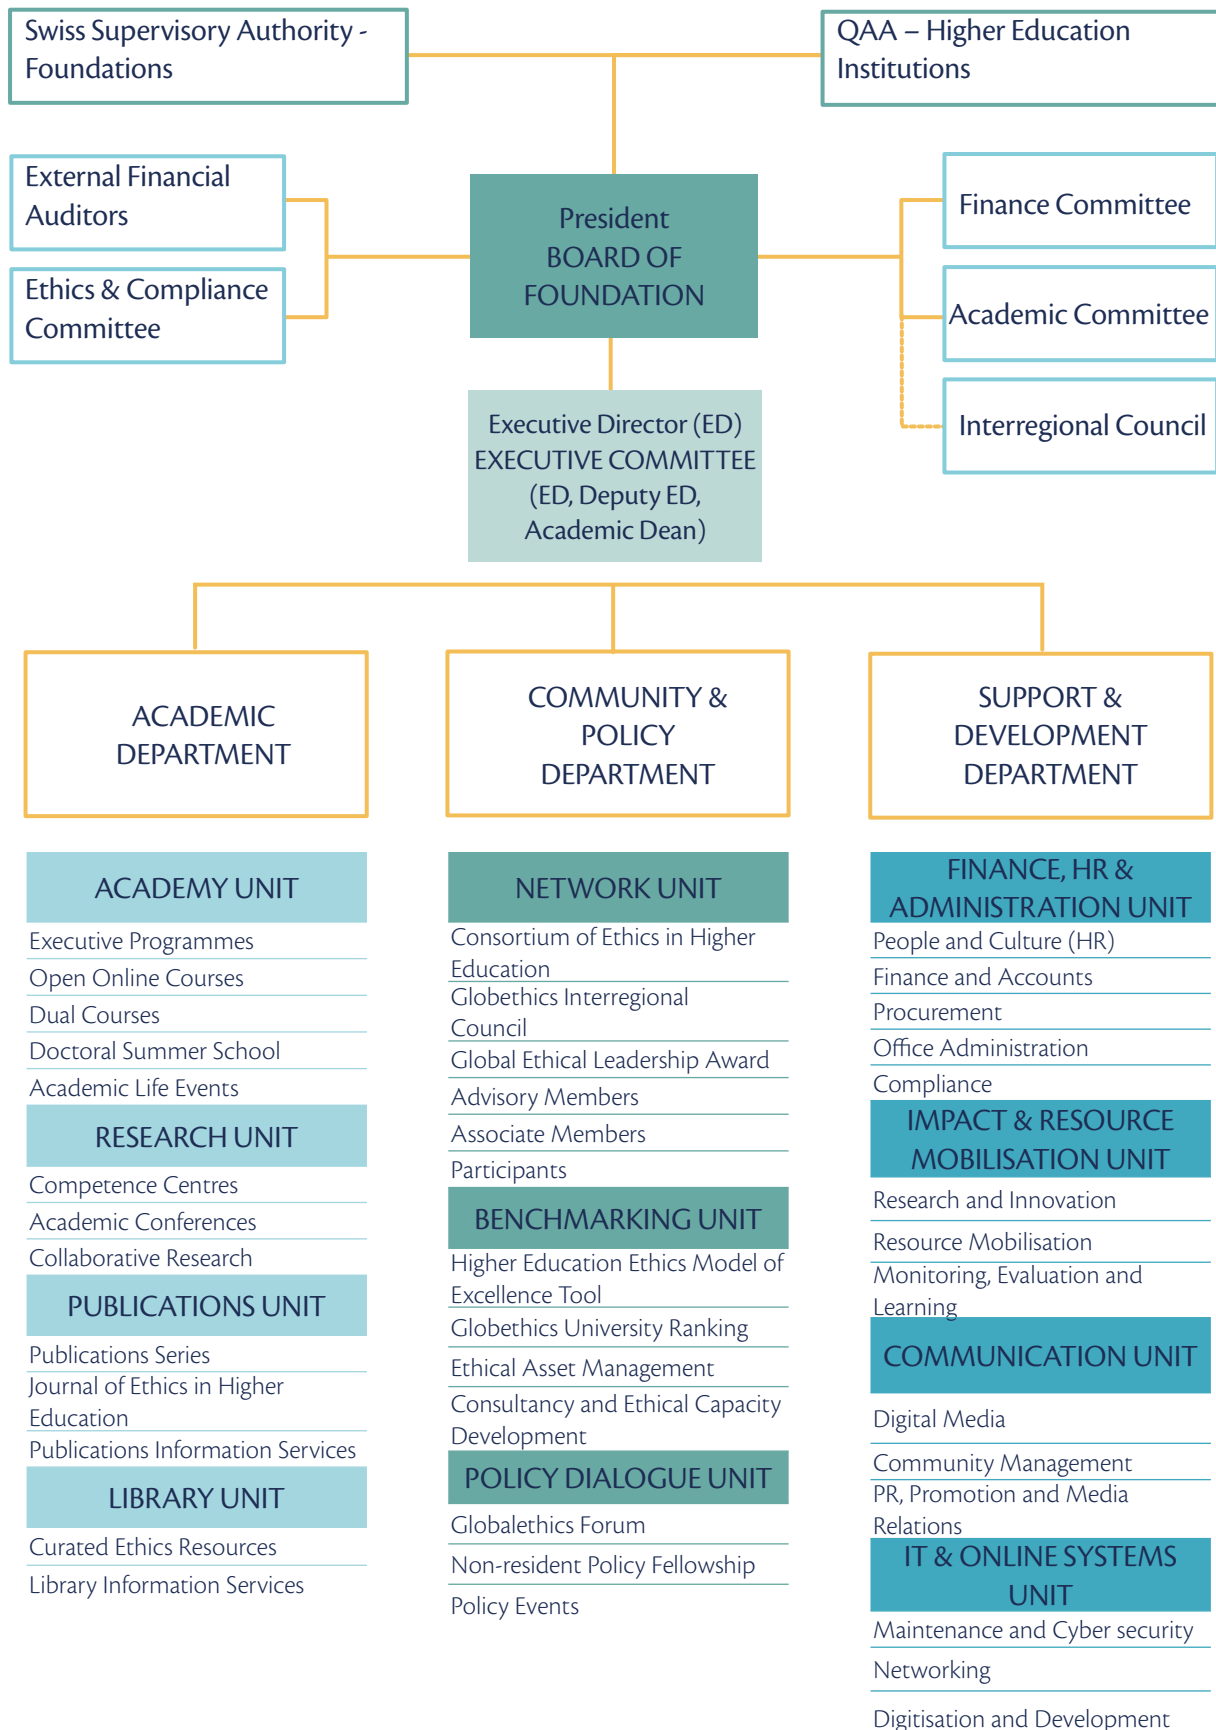 Swiss Supervisory Authority -
Foundations
QAA – Higher Education
Institutions
External Financial
Auditors
Ethics & Compliance
Committee
President
BOARD OF
FOUNDATION
Finance Committee
Academic Committee
Interregional Council
Executive Director (ED)
EXECUTIVE COMMITTEE
(ED, Deputy ED,
Academic Dean)
ACADEMIC
DEPARTMENT
ACADEMY UNIT
Executive Programmes
Open Online Courses
Dual Courses
Doctoral Summer School
Academic Life Events
RESEARCH UNIT
Competence Centres
Academic Conferences
Collaborative Research
PUBLICATIONS UNIT
Publications Series
Journal of Ethics in Higher
Education
Publications Information Services
LIBRARY UNIT
Curated Ethics Resources
Library Information Services
COMMUNITY &
POLICY
DEPARTMENT
NETWORK UNIT
Consortium of Ethics in Higher
Education
Globethics Interregional
Council
Global Ethical Leadership Award
Advisory Members
Associate Members
Participants
BENCHMARKING UNIT
Higher Education Ethics Model of
Excellence Tool
Globethics University Ranking
Ethical Asset Management
Consultancy and Ethical Capacity
Development
POLICY DIALOGUE UNIT
Globalethics Forum
Non-resident Policy Fellowship
Policy Events
SUPPORT &
DEVELOPMENT
DEPARTMENT
FINANCE, HR &
ADMINISTRATION UNIT
People and Culture (HR)
Finance and Accounts
Procurement
Office Administration
Compliance
IMPACT & RESOURCE
MOBILISATION UNIT
Research and Innovation
Resource Mobilisation
Monitoring, Evaluation and
Learning
COMMUNICATION UNIT
Digital Media
Community Management
PR, Promotion and Media
Relations
IT & ONLINE SYSTEMS
UNIT
Maintenance and Cyber security
Networking
Digitisation and Development